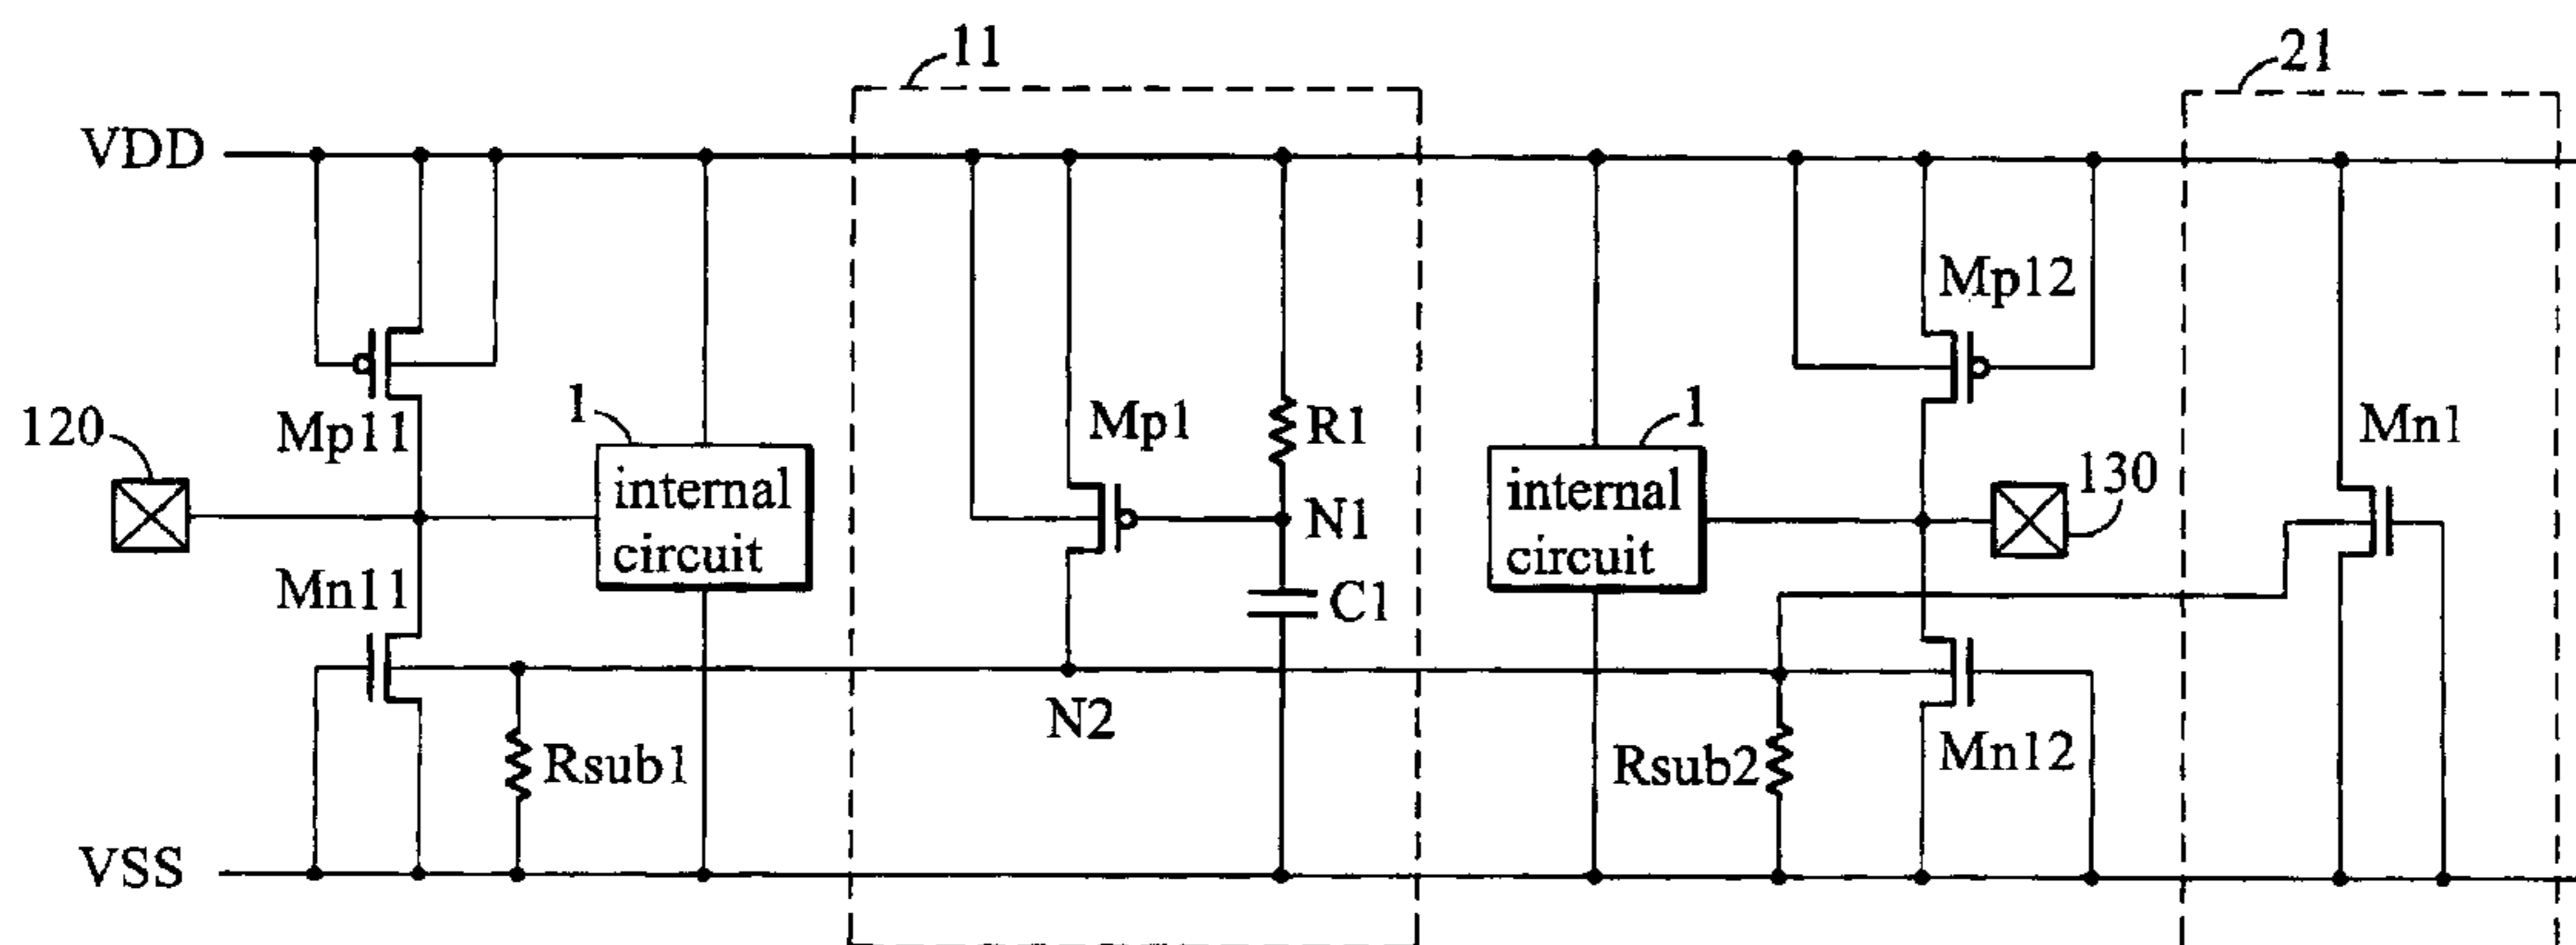 11
21
VDD
Mp12
120
Mp11
1
internal
circuit
Mp1
R1
N1
C1
1
internal
circuit
130
Mn1
Mn11
N2
Rsub1
Rsub2
Mn12
VSS